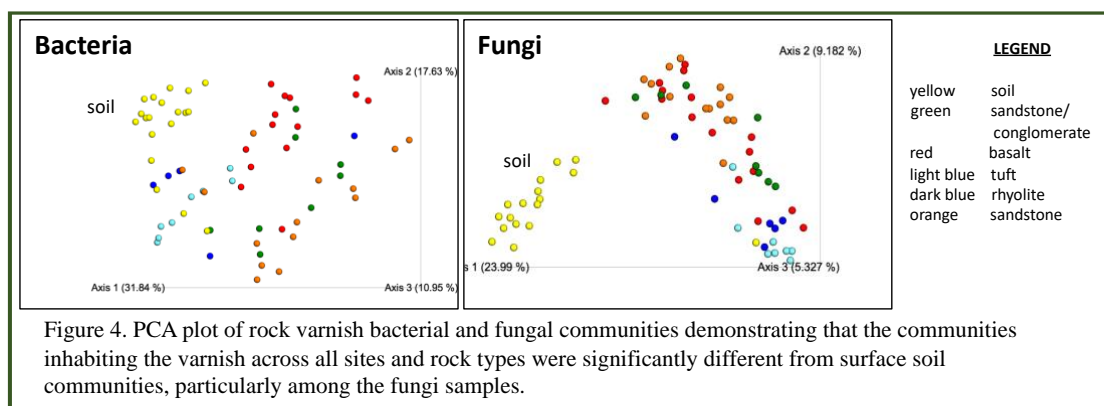 Bacteria
Axis 2 (17.63 %)
soil
Axis 1 (31.84 %)
Axis 3 (10.95 %)
Fungi
Axis 2 (9.182 %)
soil
s 1 (23.99 %)
Axis 3 (5.327 %)
LEGEND
yellow soil
green sandstone/
conglomerate
red basalt
light blue tuft
dark blue rhyolite
orange sandstone
Figure 4. PCA plot of rock varnish bacterial and fungal communities demonstrating that the communities
inhabiting the varnish across all sites and rock types were significantly different from surface soil
communities, particularly among the fungi samples.